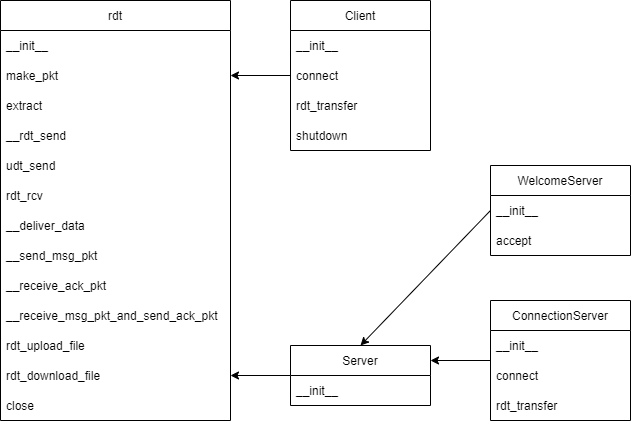 rdt
__init__
make_pkt
extract
__rdt_send
udt_send
rdt_rcv
__deliver_data
__send_msg_pkt
__receive_ack_pkt
__receive_msg_pkt_and_send_ack_pkt
rdt_upload_file
rdt_download_file
close
Client
__init__
connect
rdt_transfer
shutdown
WelcomeServer
__init__
accept
Server
__init__
ConnectionServer
__init__
connect
rdt_transfer